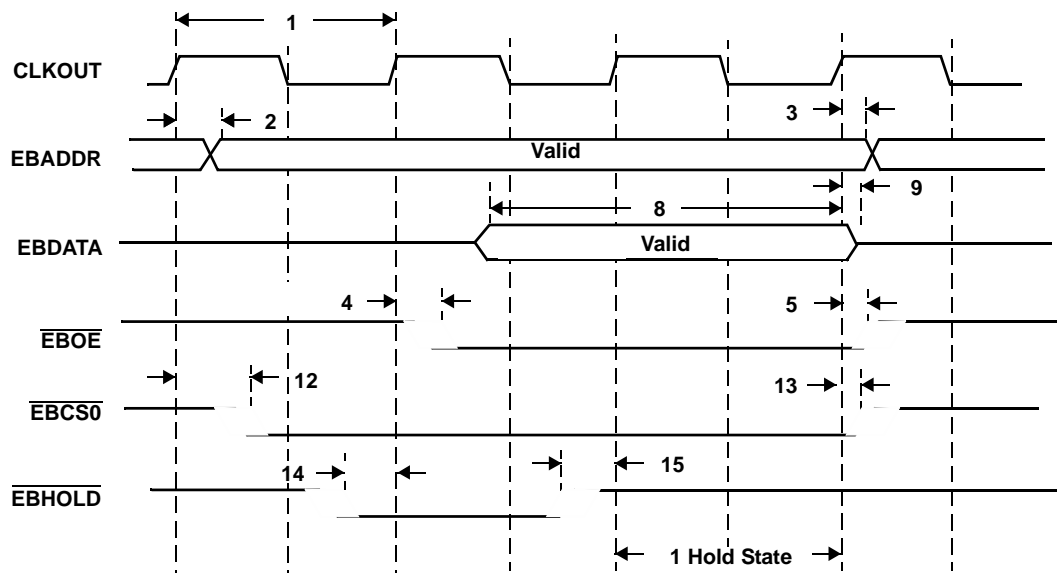 1
CLKOUT
2
3
EBADDR
Valid
9
8
EBDATA
Valid
4
5
EBOE
12
13
EBCS0
14
15
EBHOLD
1 Hold State